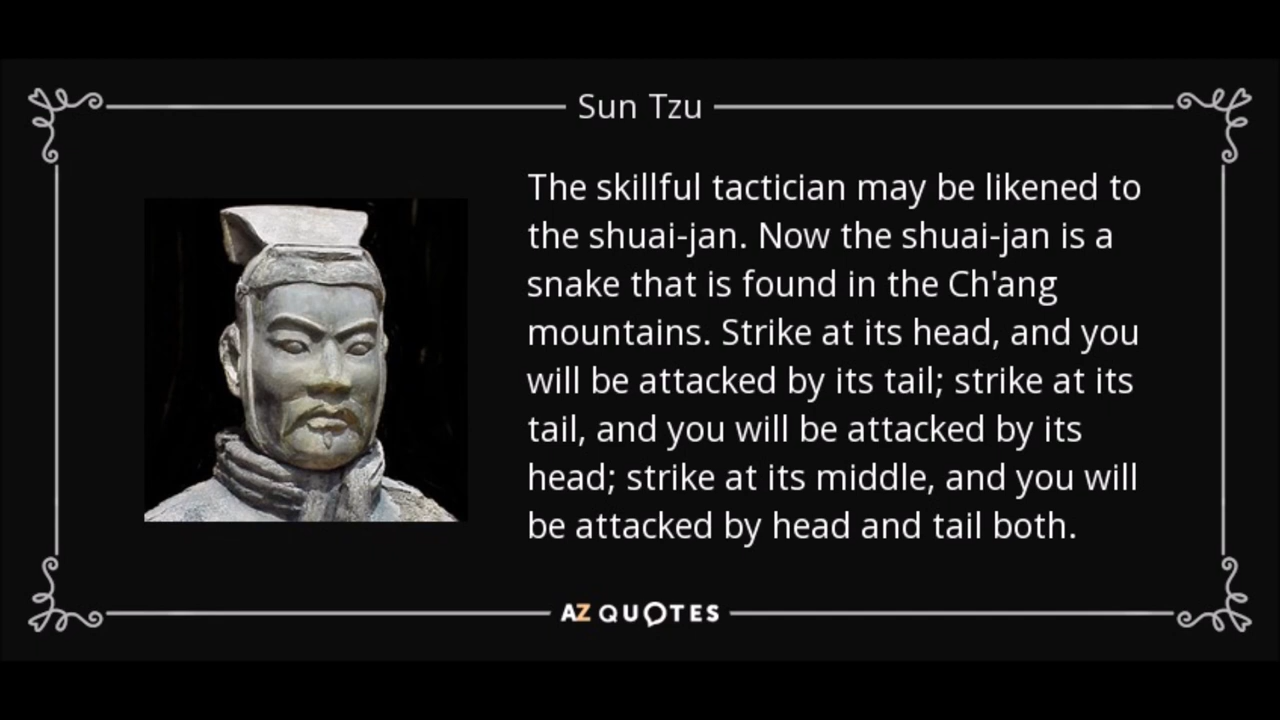 Sun Tzu
The skillful tactician may be likened to
the shuai-jan. Now the shuai-jan is a
snake that is found in the Ch'ang
mountains. Strike at its head, and you
will be attacked by its tail; strike at its
tail, and you will be attacked by its
head; strike at its middle, and you will
be attacked by head and tail both.
AZ QUOTES